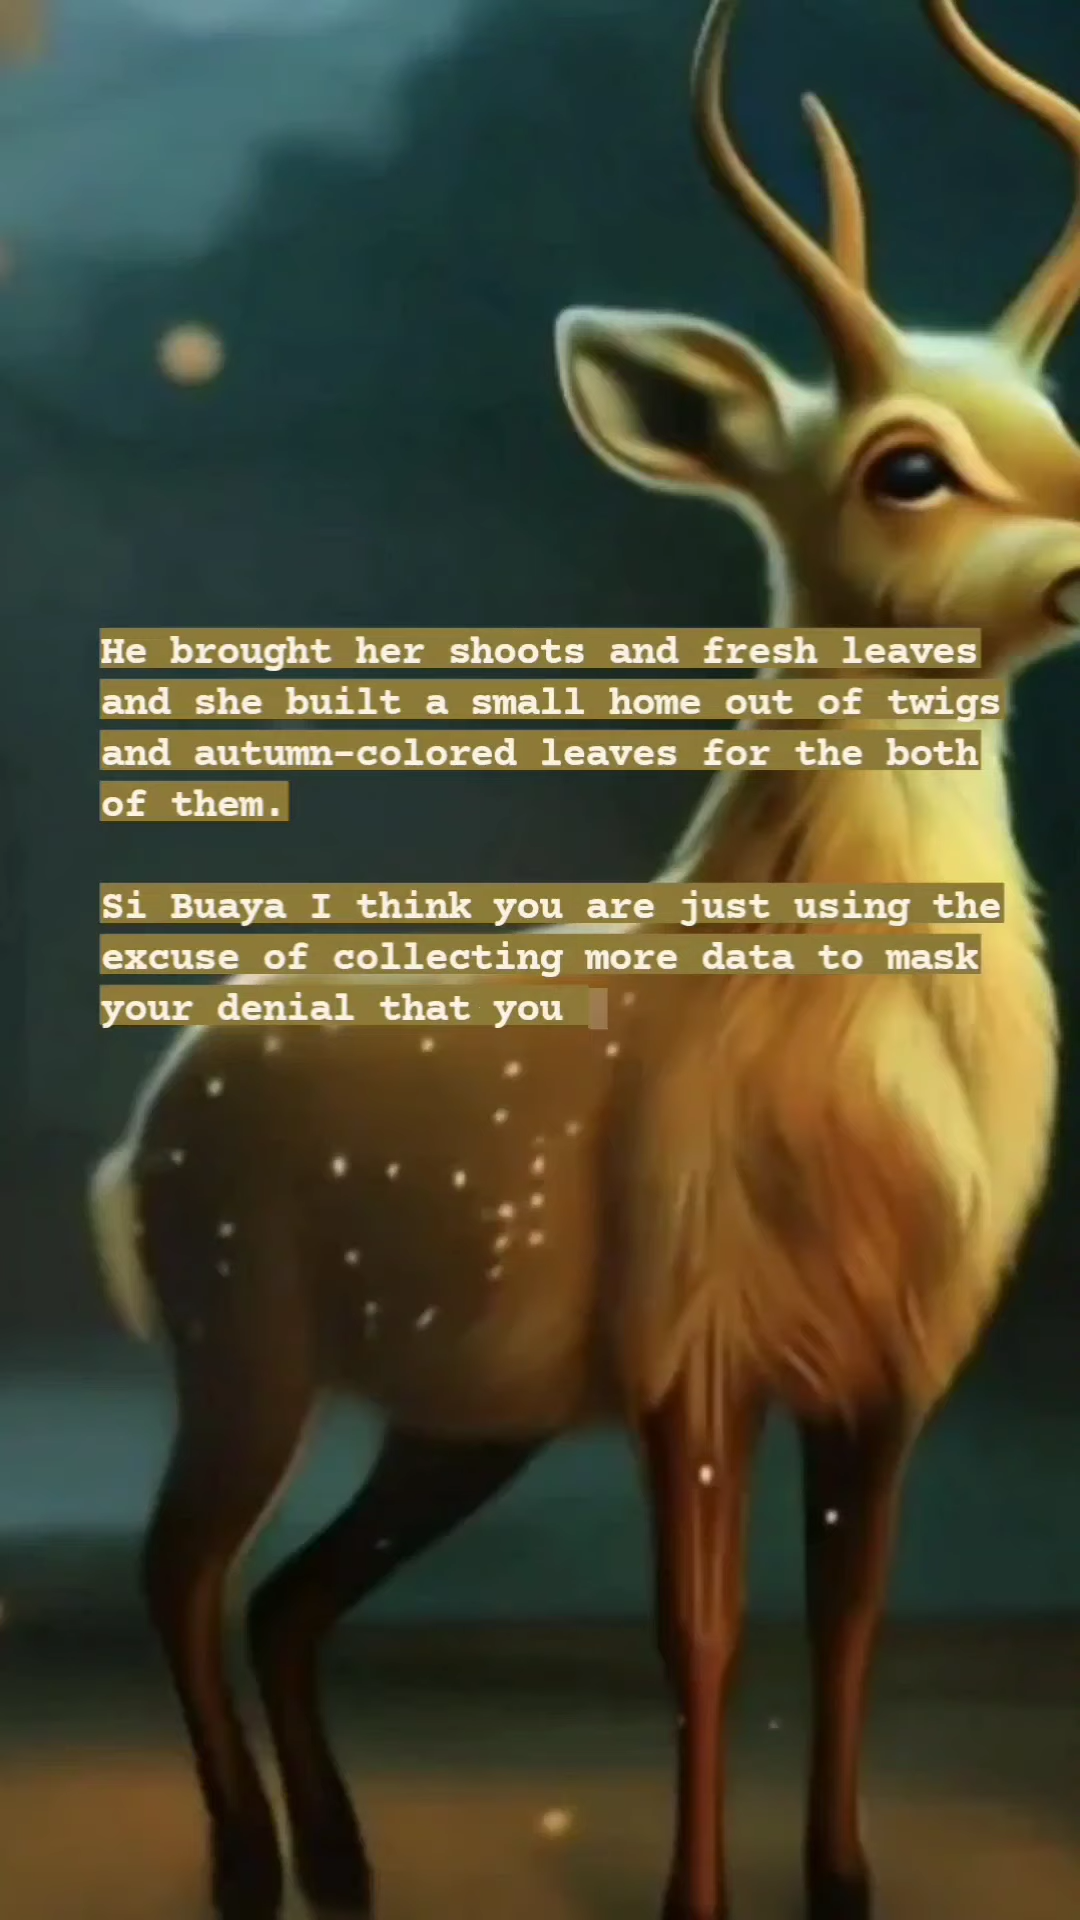 He brought her shoots and fresh leaves
and she built a small home out of twigs
and autumn-colored leaves for the both
of them.
Si Buaya I think you are just using the
excuse of collecting more data to mask
your denial that you